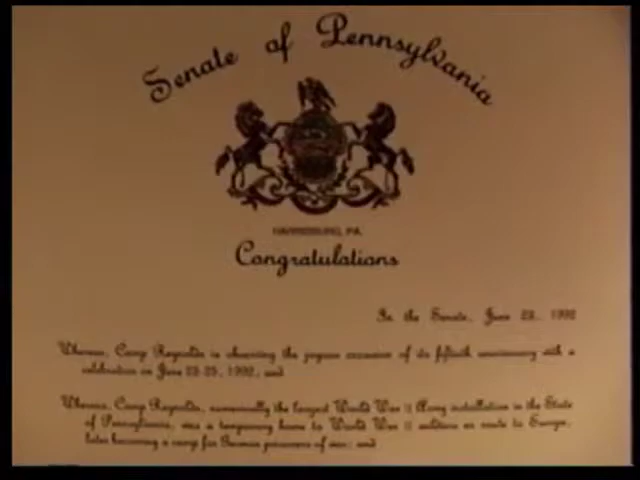 Senate of Pennsylvania
HARRISBURG, PA.
Congratulations
In the Senate, June 1992
Whereas, Camp Reynolds is observing the joyous occasion of its fiftieth anniversary with a
celebration on June 1992, and
Whereas, Camp Reynolds, numerically the largest World War II Army installation in the State
of Pennsylvania, was a temporary home to World War II soldiers en route to Europe,
later becoming a camp for German prisoners of war; and